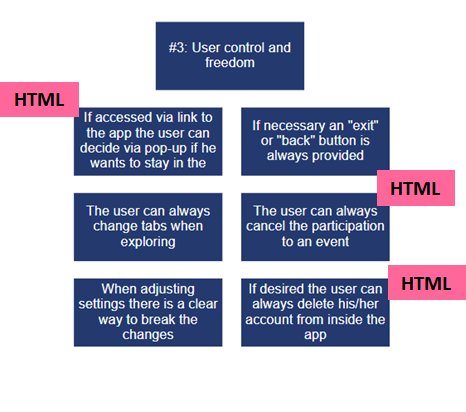 #3: User control and
freedom
HTML
If accessed via link to
the app the user can
decide via pop-up if he
wants to stay in the
If necessary an "exit"
or "back" button is
always provided
HTML
The user can always
change tabs when
exploring
The user can always
cancel the participation
to an event
HTML
When adjusting
settings there is a clear
way to break the
changes
If desired the user can
always delete his/her
account from inside the
app